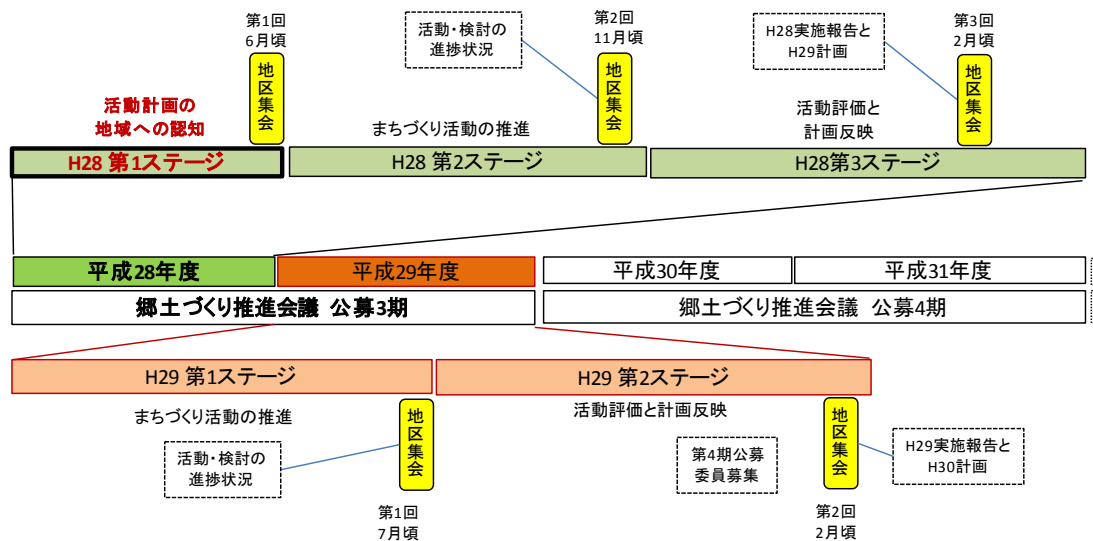 第1回
6月頃
地区集会
活動・検討の
進捗状況
第2回
11月頃
地区集会
H28実施報告と
H29計画
第3回
2月頃
地区集会
活動計画の
地域への認知
まちづくり活動の推進
活動評価と
計画反映
H28 第1ステージ
H28 第2ステージ
H28第3ステージ
平成28年度
平成29年度
平成30年度
平成31年度
郷土づくり推進会議 公募3期
郷土づくり推進会議 公募4期
H29 第1ステージ
H29 第2ステージ
まちづくり活動の推進
地区集会
活動評価と計画反映
地区集会
活動・検討の
進捗状況
第4期公募
委員募集
H29実施報告と
H30計画
第1回
7月頃
第2回
2月頃